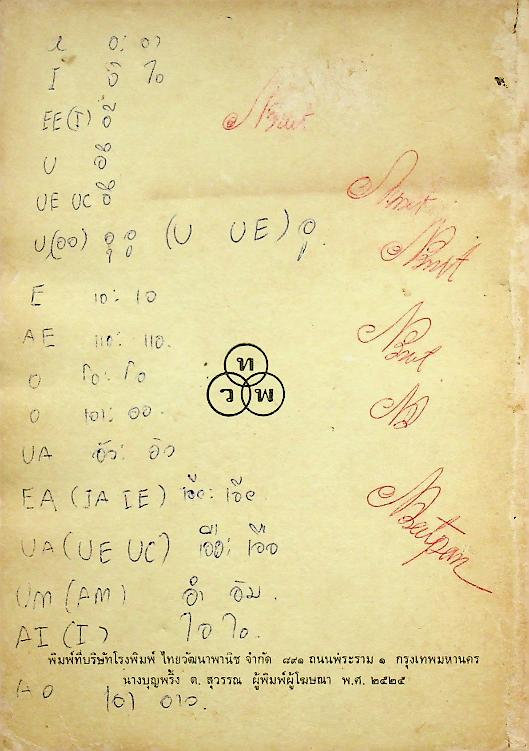 a อะ อา
I อิ ใอ
EE(I) อี
U อึ
UE UC อื
U(อออ) อุ อู (U UE) อุ
E เอะ เอ
AE แอะ แอ
O โอะ โอ
O เอาะ ออ
UA อัวะ อัว
EA (IA IE) เอียะ เอีย
UA (UE UC) เอือะ เอือ
UM (AM) อำ อัม
AI (I) ไอ ใอ
AO เอา อาว
ท
ว พ
พิมพ์ที่บริษัทโรงพิมพ์ ไทยวัฒนาพานิช จำกัด ๘๙๑ ถนนพระราม ๑ กรุงเทพมหานคร
นางบุญพริ้ง ต. สุวรรณ ผู้พิมพ์ผู้โฆษณา พ.ศ. ๒๕๒๕